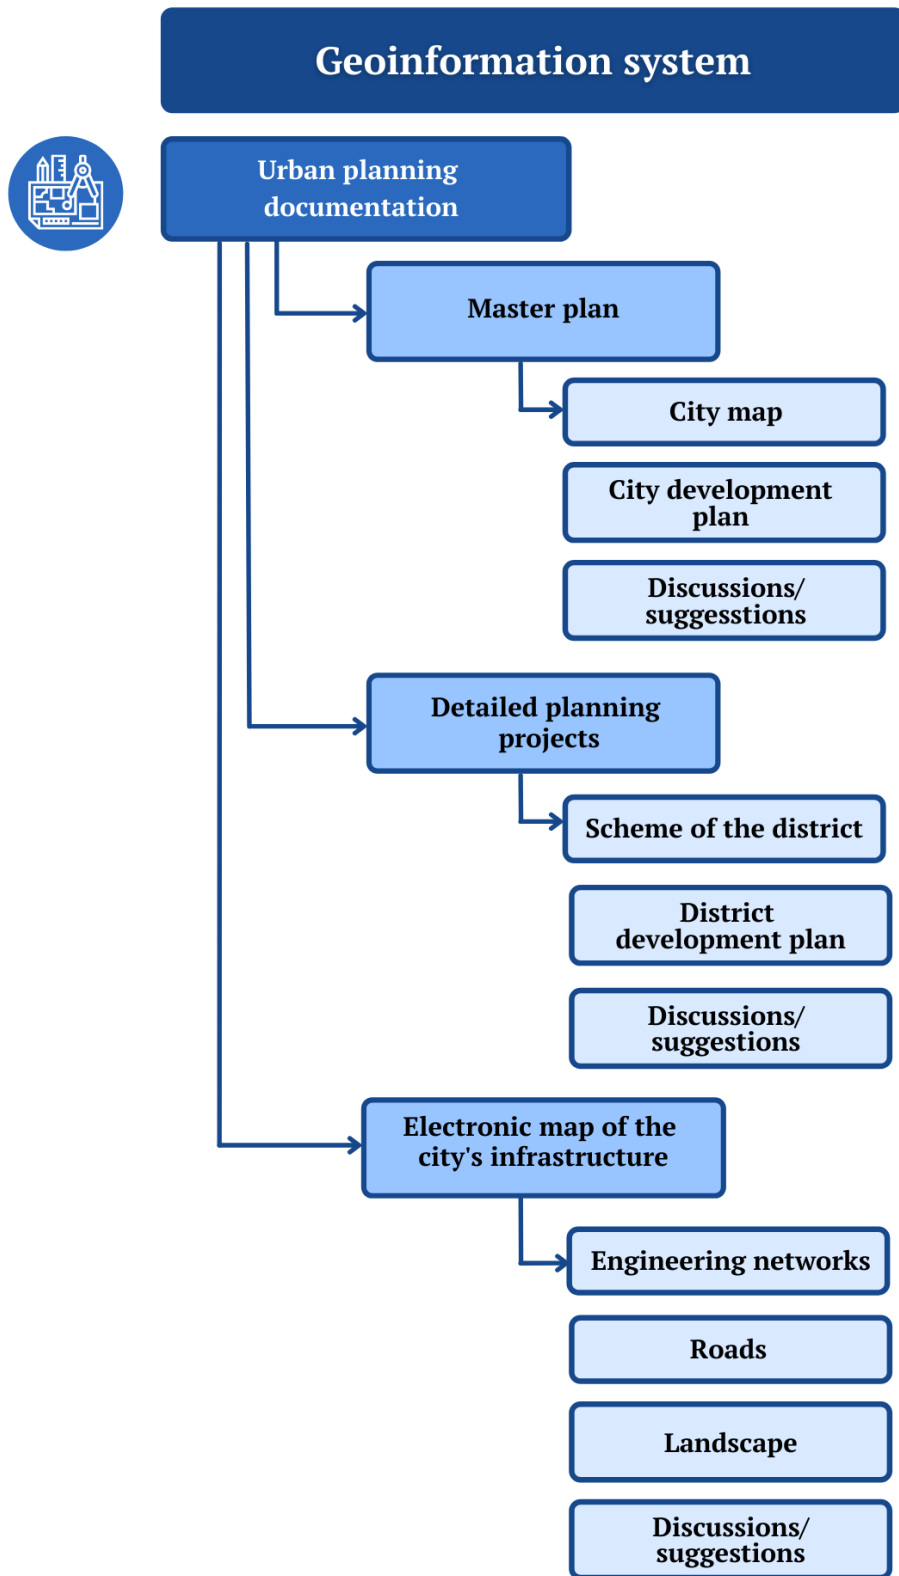 Geoinformation system
Urban planning
documentation
Master plan
City map
City development
plan
Discussions/
suggesstions
Detailed planning
projects
Scheme of the district
District
development plan
Discussions/
suggestions
Electronic map of the
city's infrastructure
Engineering networks
Roads
Landscape
Discussions/
suggestions